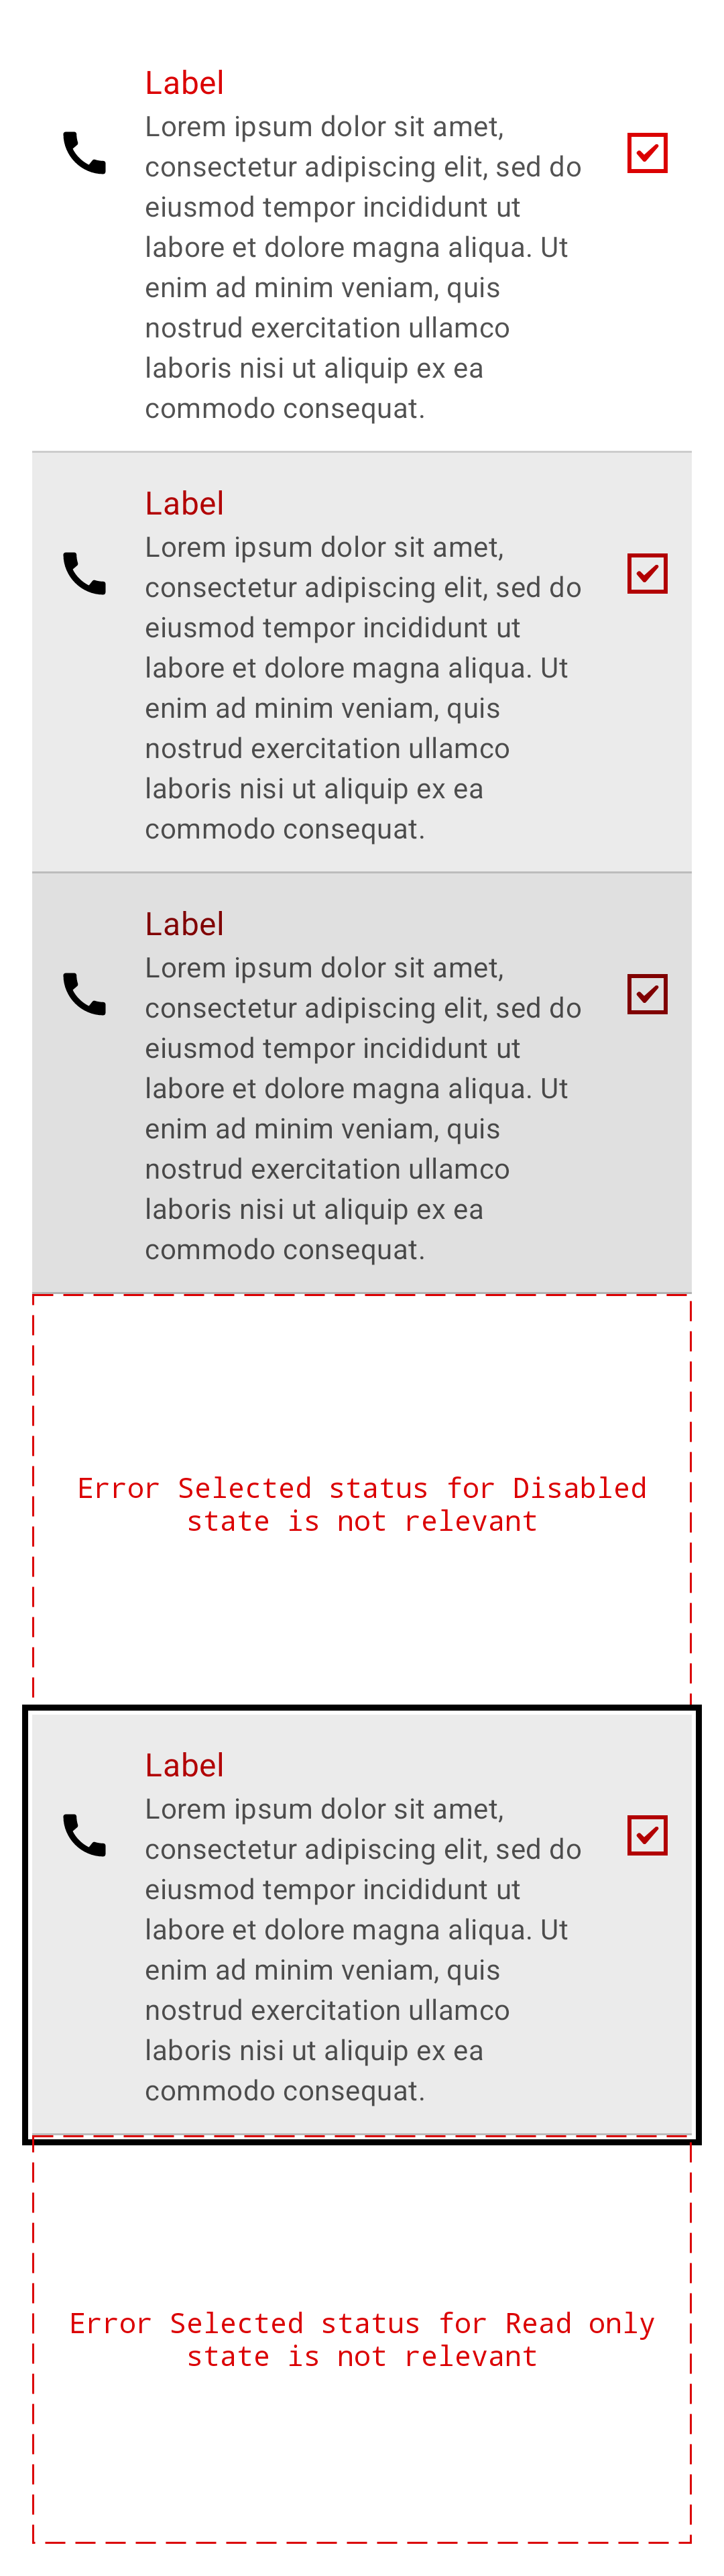 Label
Lorem ipsum dolor sit amet,
consectetur adipiscing elit, sed do
eiusmod tempor incididunt ut
labore et dolore magna aliqua. Ut
enim ad minim veniam, quis
nostrud exercitation ullamco
laboris nisi ut aliquip ex ea
commodo consequat.
Label
Lorem ipsum dolor sit amet,
consectetur adipiscing elit, sed do
eiusmod tempor incididunt ut
labore et dolore magna aliqua. Ut
enim ad minim veniam, quis
nostrud exercitation ullamco
laboris nisi ut aliquip ex ea
commodo consequat.
Label
Lorem ipsum dolor sit amet,
consectetur adipiscing elit, sed do
eiusmod tempor incididunt ut
labore et dolore magna aliqua. Ut
enim ad minim veniam, quis
nostrud exercitation ullamco
laboris nisi ut aliquip ex ea
commodo consequat.
Error Selected status for Disabled
state is not relevant
Label
Lorem ipsum dolor sit amet,
consectetur adipiscing elit, sed do
eiusmod tempor incididunt ut
labore et dolore magna aliqua. Ut
enim ad minim veniam, quis
nostrud exercitation ullamco
laboris nisi ut aliquip ex ea
commodo consequat.
Error Selected status for Read only
state is not relevant